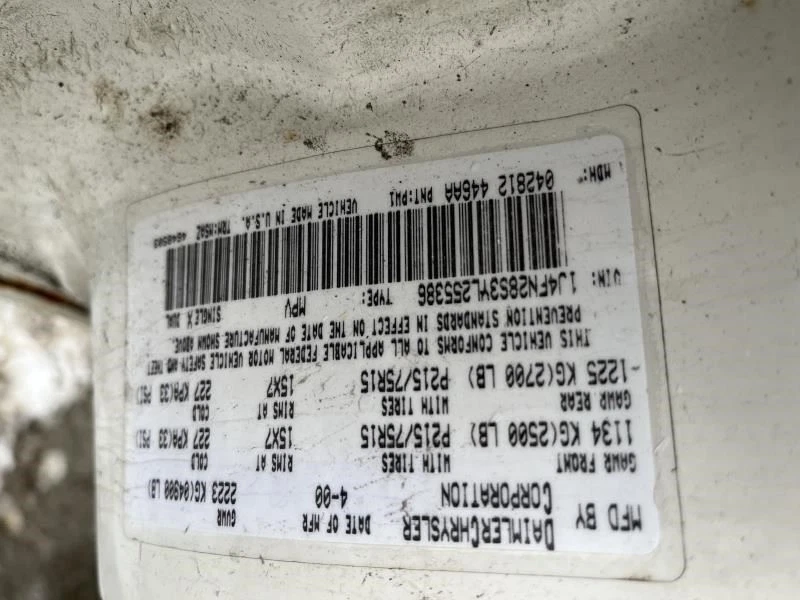 MFD BY DAIMLERCHRYSLER CORPORATION DATE OF MFR 4-00 GVWR 2223 KG(04900 LB)
GAWR FRONT WITH TIRES RIMS AT COLD
1134 KG(2500 LB) P215/75R15 15X7 227 KPA(33 PSI)
GAWR REAR WITH TIRES RIMS AT COLD
1225 KG(2700 LB) P215/75R15 15X7 227 KPA(33 PSI)
THIS VEHICLE CONFORMS TO ALL APPLICABLE FEDERAL MOTOR VEHICLE SAFETY AND THEFT
PREVENTION STANDARDS IN EFFECT ON THE DATE OF MANUFACTURE SHOWN ABOVE.
VIN: 1J4FN28S3YL255386 TYPE: MPV SINGLE X DUAL
MDH: 042812 446AA PNT:PW1 VEHICLE MADE IN U.S.A.